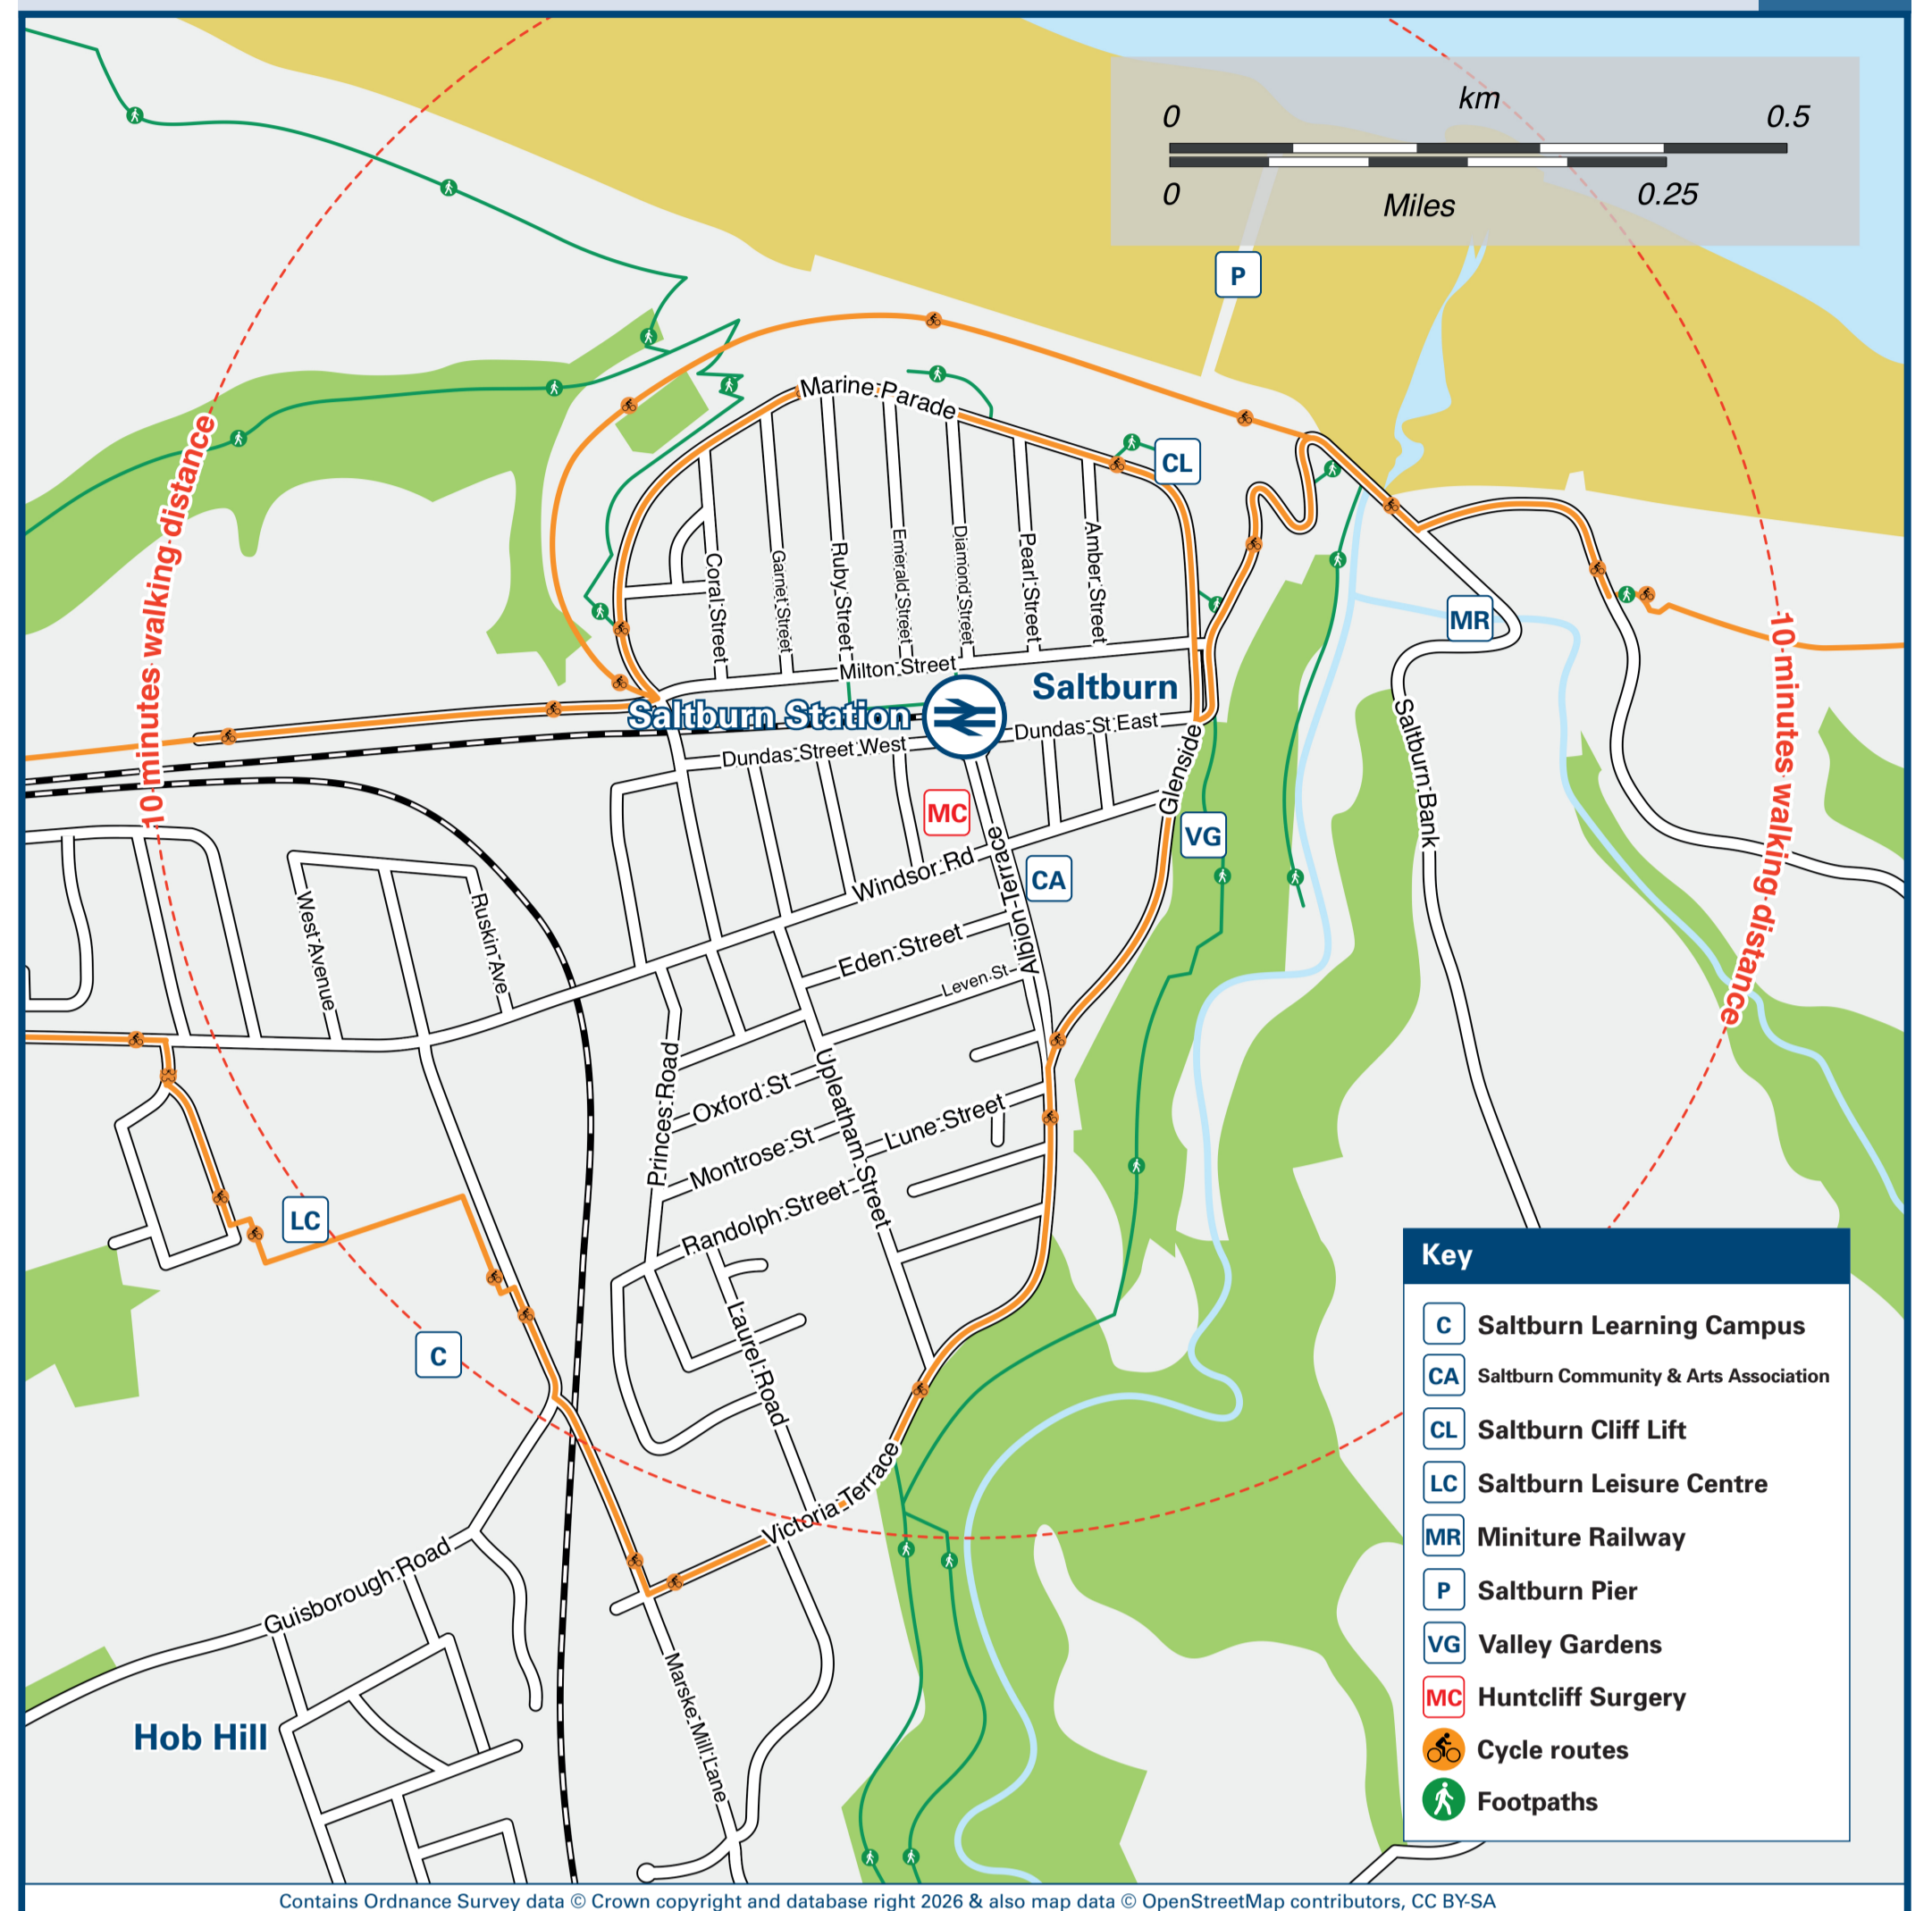 km
0
0.5
0
Miles
0.25
P
10 minutes walking distance
Marine Parade
CL
Coral Street
Garnet Street
Ruby Street
Emerald Street
Diamond Street
Pearl Street
Amber Street
MR
Milton Street
Saltburn
Saltburn Station
Dundas Street West
Dundas St East
Glenside
Saltburn Bank
10 minutes walking distance
MC
VG
CA
Windsor Rd
Albion Terrace
West Avenue
Ruskin Ave
Eden Street
Leven St
Princes Road
Oxford St
Upleatham Street
Montrose St
Lune Street
Randolph Street
LC
C
Laurel Road
Victoria Terrace
Guisborough Road
Marske Mill Lane
Hob Hill
Key
C Saltburn Learning Campus
CA Saltburn Community & Arts Association
CL Saltburn Cliff Lift
LC Saltburn Leisure Centre
MR Miniture Railway
P Saltburn Pier
VG Valley Gardens
MC Huntcliff Surgery
Cycle routes
Footpaths
Contains Ordnance Survey data © Crown copyright and database right 2026 & also map data © OpenStreetMap contributors, CC BY-SA